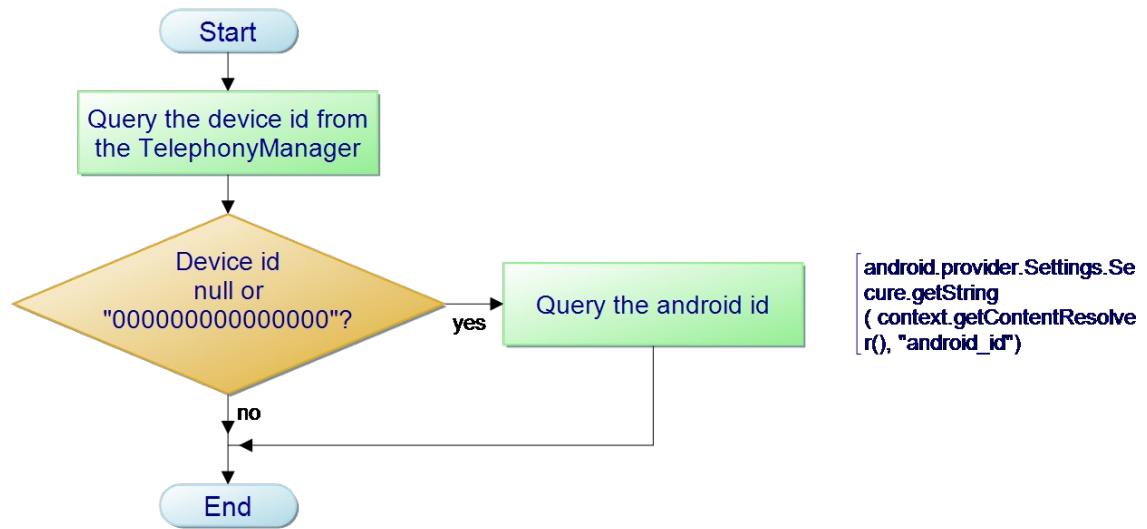 Start
Query the device id from
the TelephonyManager
Device id
null or
"000000000000000"?
yes
Query the android id
android.provider.Settings.Se
cure.getString
( context.getContentResolve
r(), "android_id")
no
End